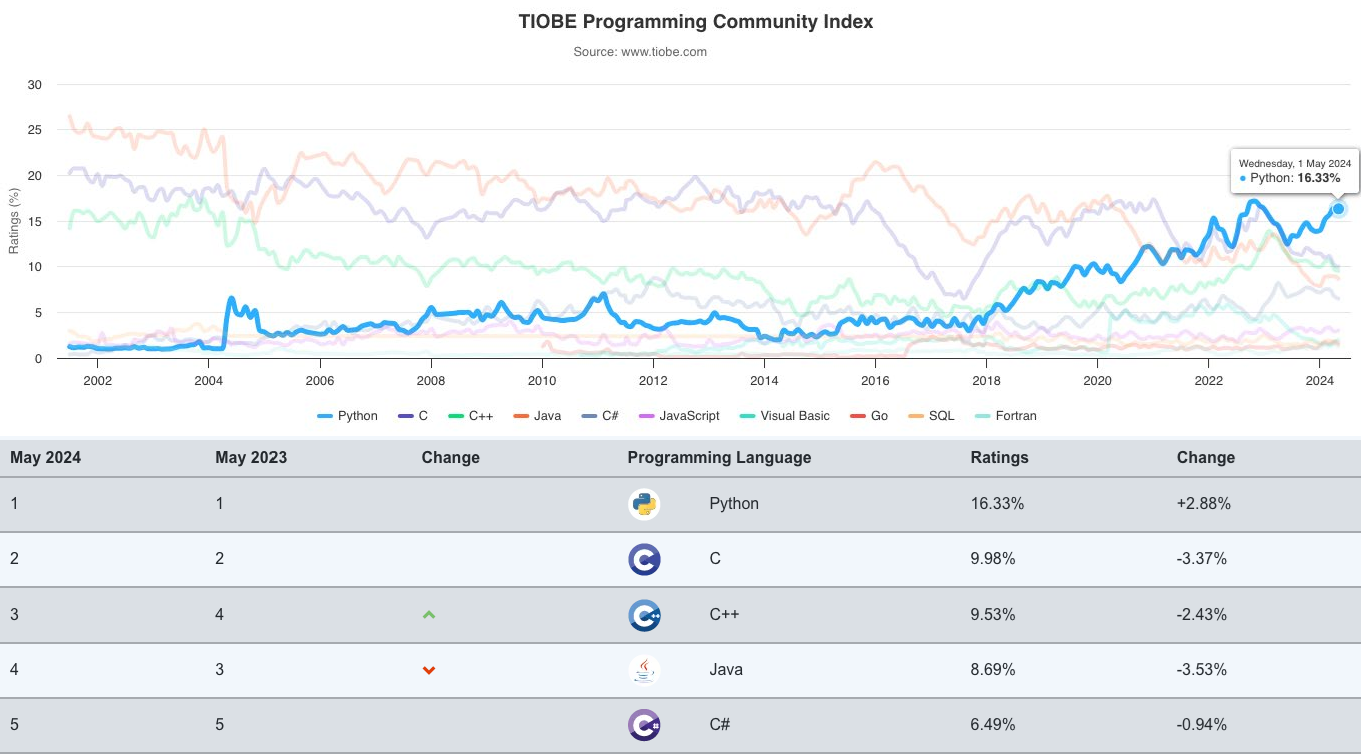 TIOBE Programming Community Index
Source: www.tiobe.com
Ratings (%)
30
25
20
15
10
5
0
Wednesday, 1 May 2024
● Python: 16.33%
2002 2004 2006 2008 2010 2012 2014 2016 2018 2020 2022 2024
Python C C++ Java C# JavaScript Visual Basic Go SQL Fortran
May 2024 May 2023 Change Programming Language Ratings Change
1 1 Python 16.33% +2.88%
2 2 C 9.98% -3.37%
3 4 C++ 9.53% -2.43%
4 3 Java 8.69% -3.53%
5 5 C# 6.49% -0.94%